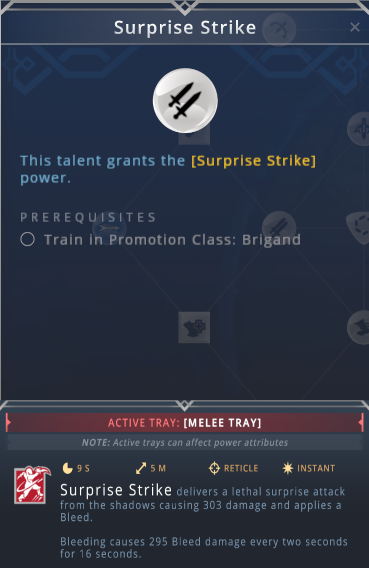 Surprise Strike
This talent grants the [Surprise Strike]
power.
PREREQUISITES
Train in Promotion Class: Brigand
ACTIVE TRAY: [MELEE TRAY]
NOTE: Active trays can affect power attributes
9 S 5 M RETICLE INSTANT
Surprise Strike delivers a lethal surprise attack
from the shadows causing 303 damage and applies a
Bleed.
Bleeding causes 295 Bleed damage every two seconds
for 16 seconds.